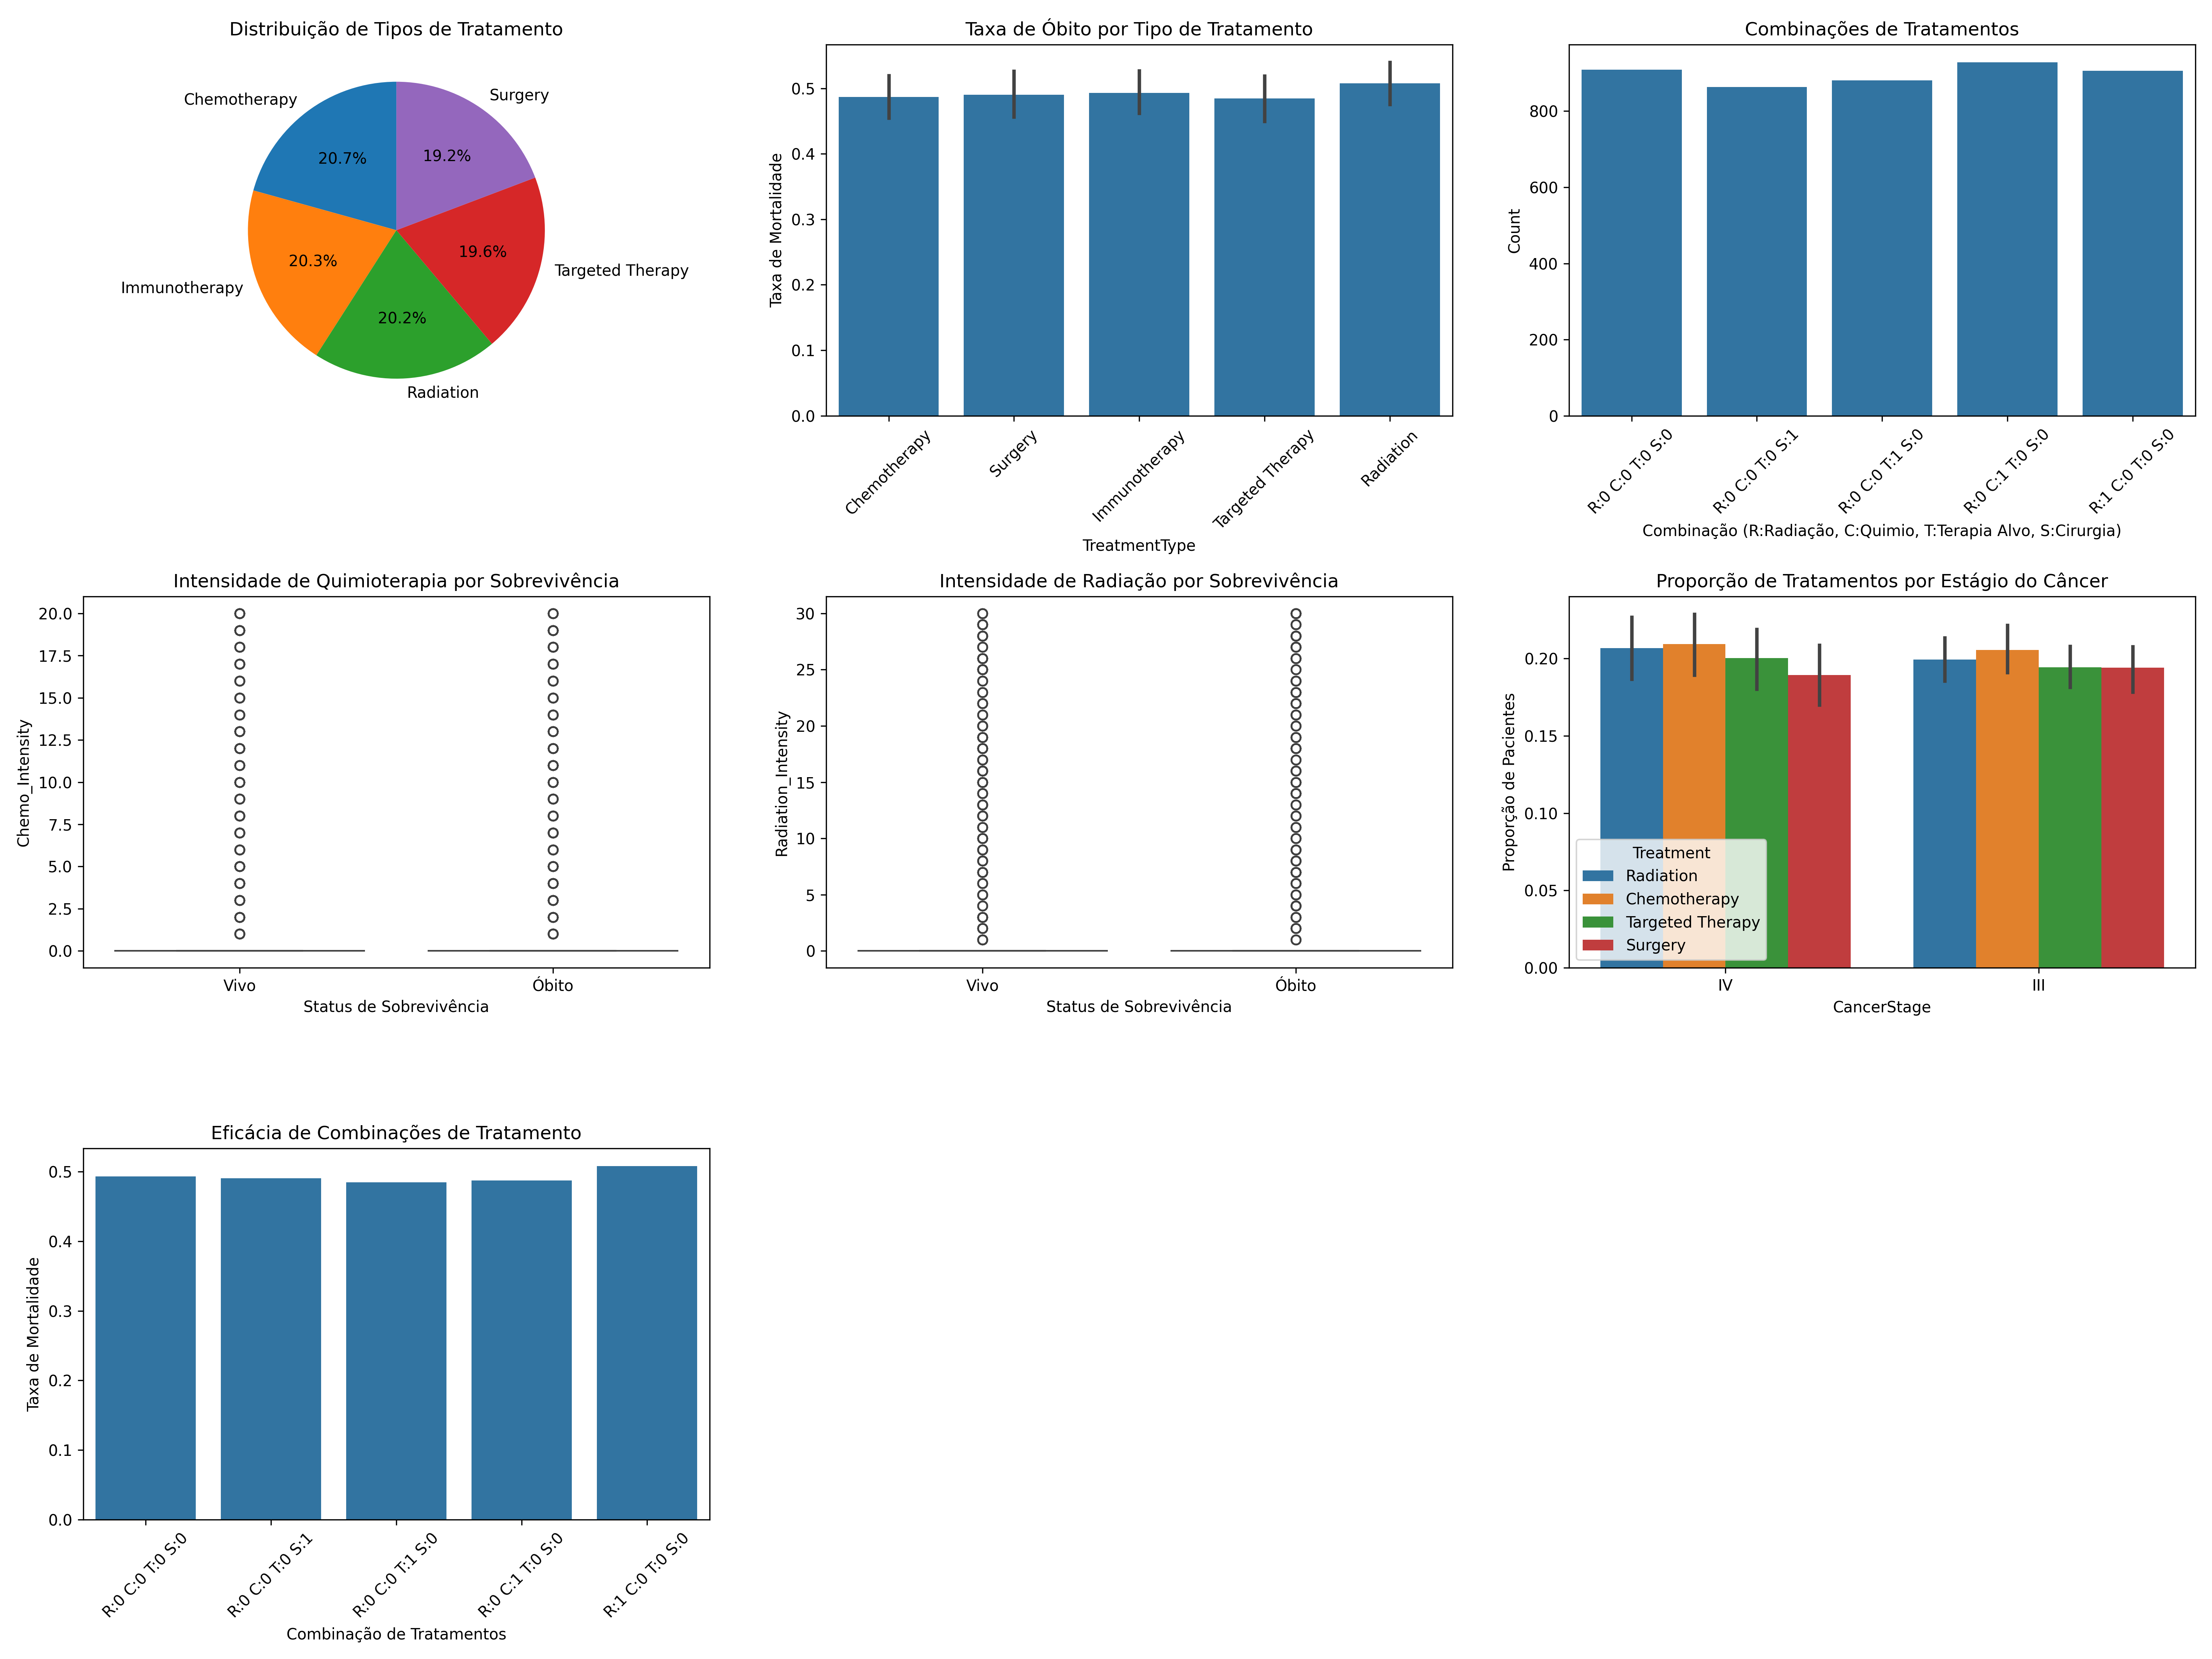 Distribuição de Tipos de Tratamento
Chemotherapy
20.7%
Immunotherapy
20.3%
Radiation
20.2%
Targeted Therapy
19.6%
Surgery
19.2%
Taxa de Óbito por Tipo de Tratamento
Taxa de Mortalidade
0.5
0.4
0.3
0.2
0.1
0.0
Chemotherapy
Surgery
Immunotherapy
Targeted Therapy
Radiation
TreatmentType
Combinações de Tratamentos
Count
800
600
400
200
0
R:0 C:0 T:0 S:0
R:0 C:0 T:0 S:1
R:0 C:0 T:1 S:0
R:0 C:1 T:0 S:0
R:1 C:0 T:0 S:0
Combinação (R:Radiação, C:Quimio, T:Terapia Alvo, S:Cirurgia)
Intensidade de Quimioterapia por Sobrevivência
Chemo_Intensity
20.0
17.5
15.0
12.5
10.0
7.5
5.0
2.5
0.0
Vivo
Óbito
Status de Sobrevivência
Intensidade de Radiação por Sobrevivência
Radiation_Intensity
30
25
20
15
10
5
0
Vivo
Óbito
Status de Sobrevivência
Proporção de Tratamentos por Estágio do Câncer
Proporção de Pacientes
0.20
0.15
0.10
0.05
0.00
Treatment
Radiation
Chemotherapy
Targeted Therapy
Surgery
IV
III
CancerStage
Eficácia de Combinações de Tratamento
Taxa de Mortalidade
0.5
0.4
0.3
0.2
0.1
0.0
R:0 C:0 T:0 S:0
R:0 C:0 T:0 S:1
R:0 C:0 T:1 S:0
R:0 C:1 T:0 S:0
R:1 C:0 T:0 S:0
Combinação de Tratamentos